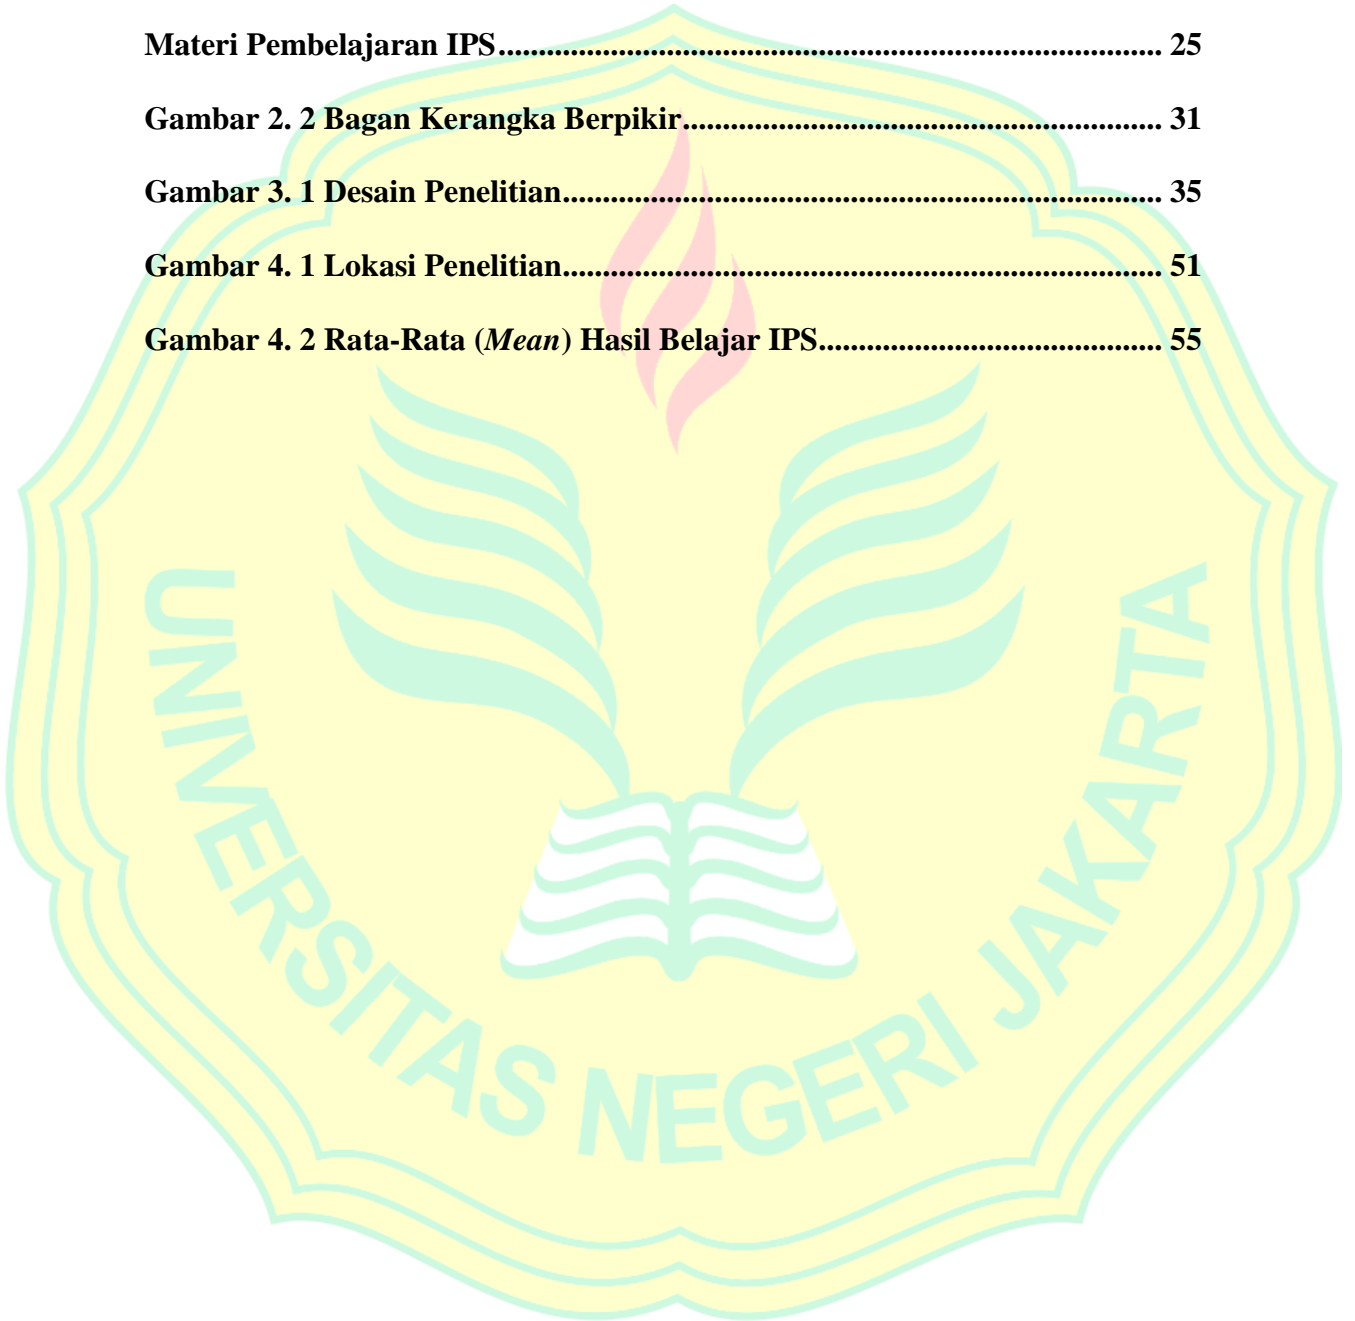 Materi Pembelajaran IPS.................................................................................. 25
Gambar 2. 2 Bagan Kerangka Berpikir........................................................... 31
Gambar 3. 1 Desain Penelitian.......................................................................... 35
Gambar 4. 1 Lokasi Penelitian.......................................................................... 51
Gambar 4. 2 Rata-Rata (Mean) Hasil Belajar IPS.......................................... 55
UNIVERSITAS NEGERI JAKARTA